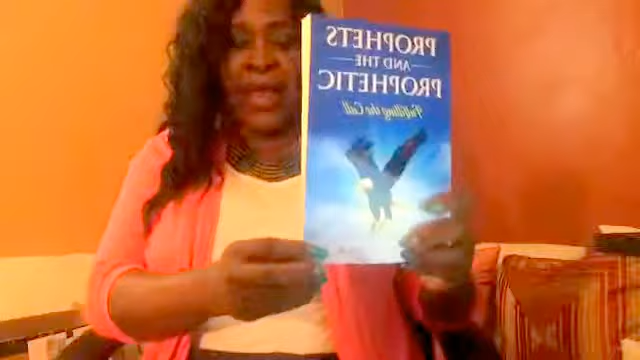 PROPHETS
AND THE
PROPHETIC
Fulfilling the Call